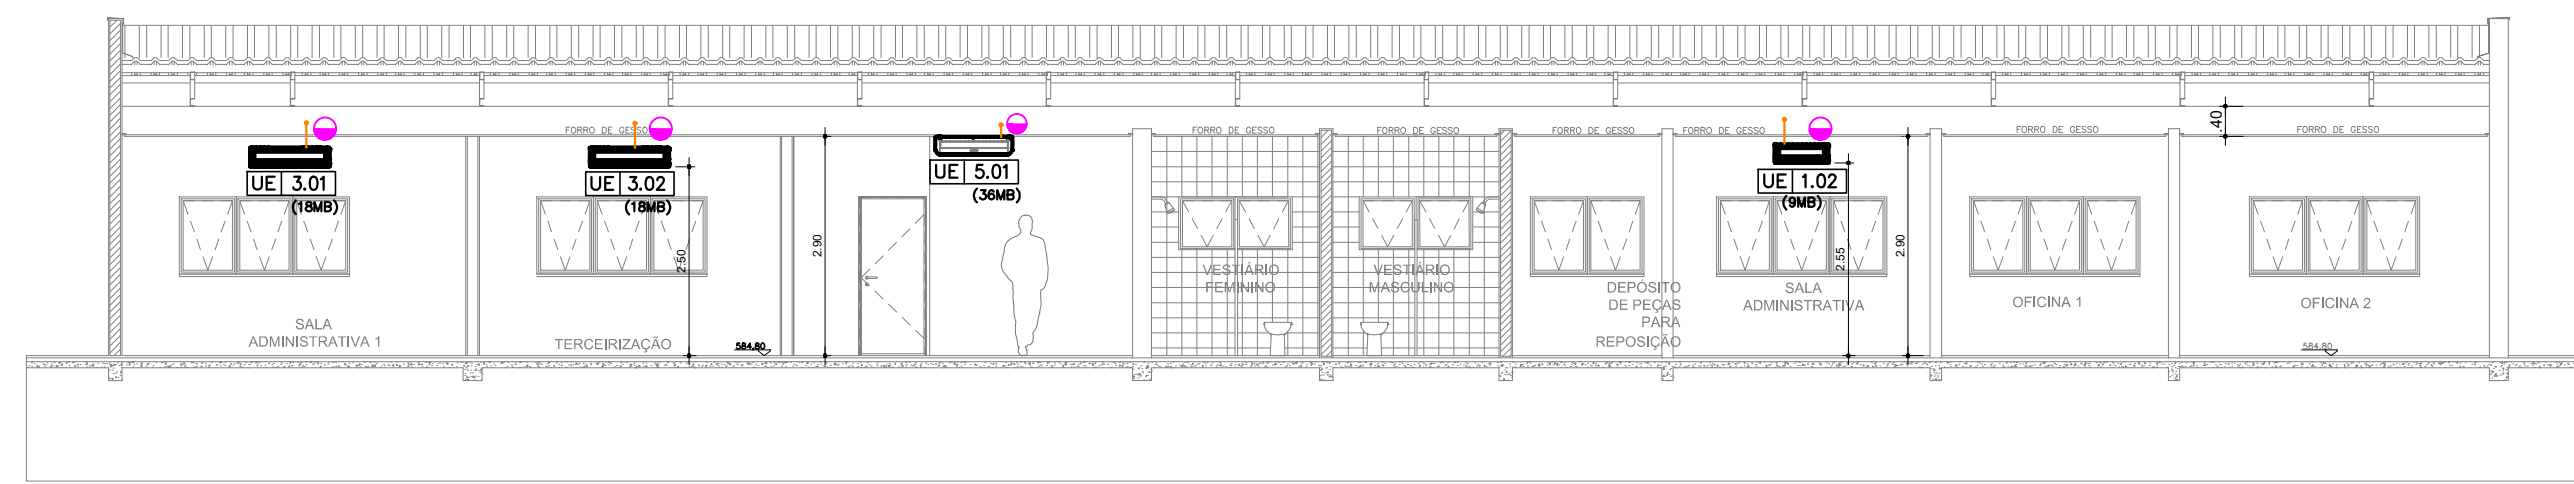 FORRO DE GESSO
FORRO DE GESSO
FORRO DE GESSO
FORRO DE GESSO
FORRO DE GESSO
FORRO DE GESSO
FORRO DE GESSO
.40
UE 3.01
(18MB)
UE 3.02
(18MB)
UE 5.01
(36MB)
UE 1.02
(9MB)
2.50
2.90
2.55
2.90
SALA
ADMINISTRATIVA 1
TERCEIRIZAÇÃO
584.80
VESTIÁRIO
FEMININO
VESTIÁRIO
MASCULINO
DEPÓSITO
DE PEÇAS
PARA
REPOSIÇÃO
SALA
ADMINISTRATIVA
OFICINA 1
OFICINA 2
584.80